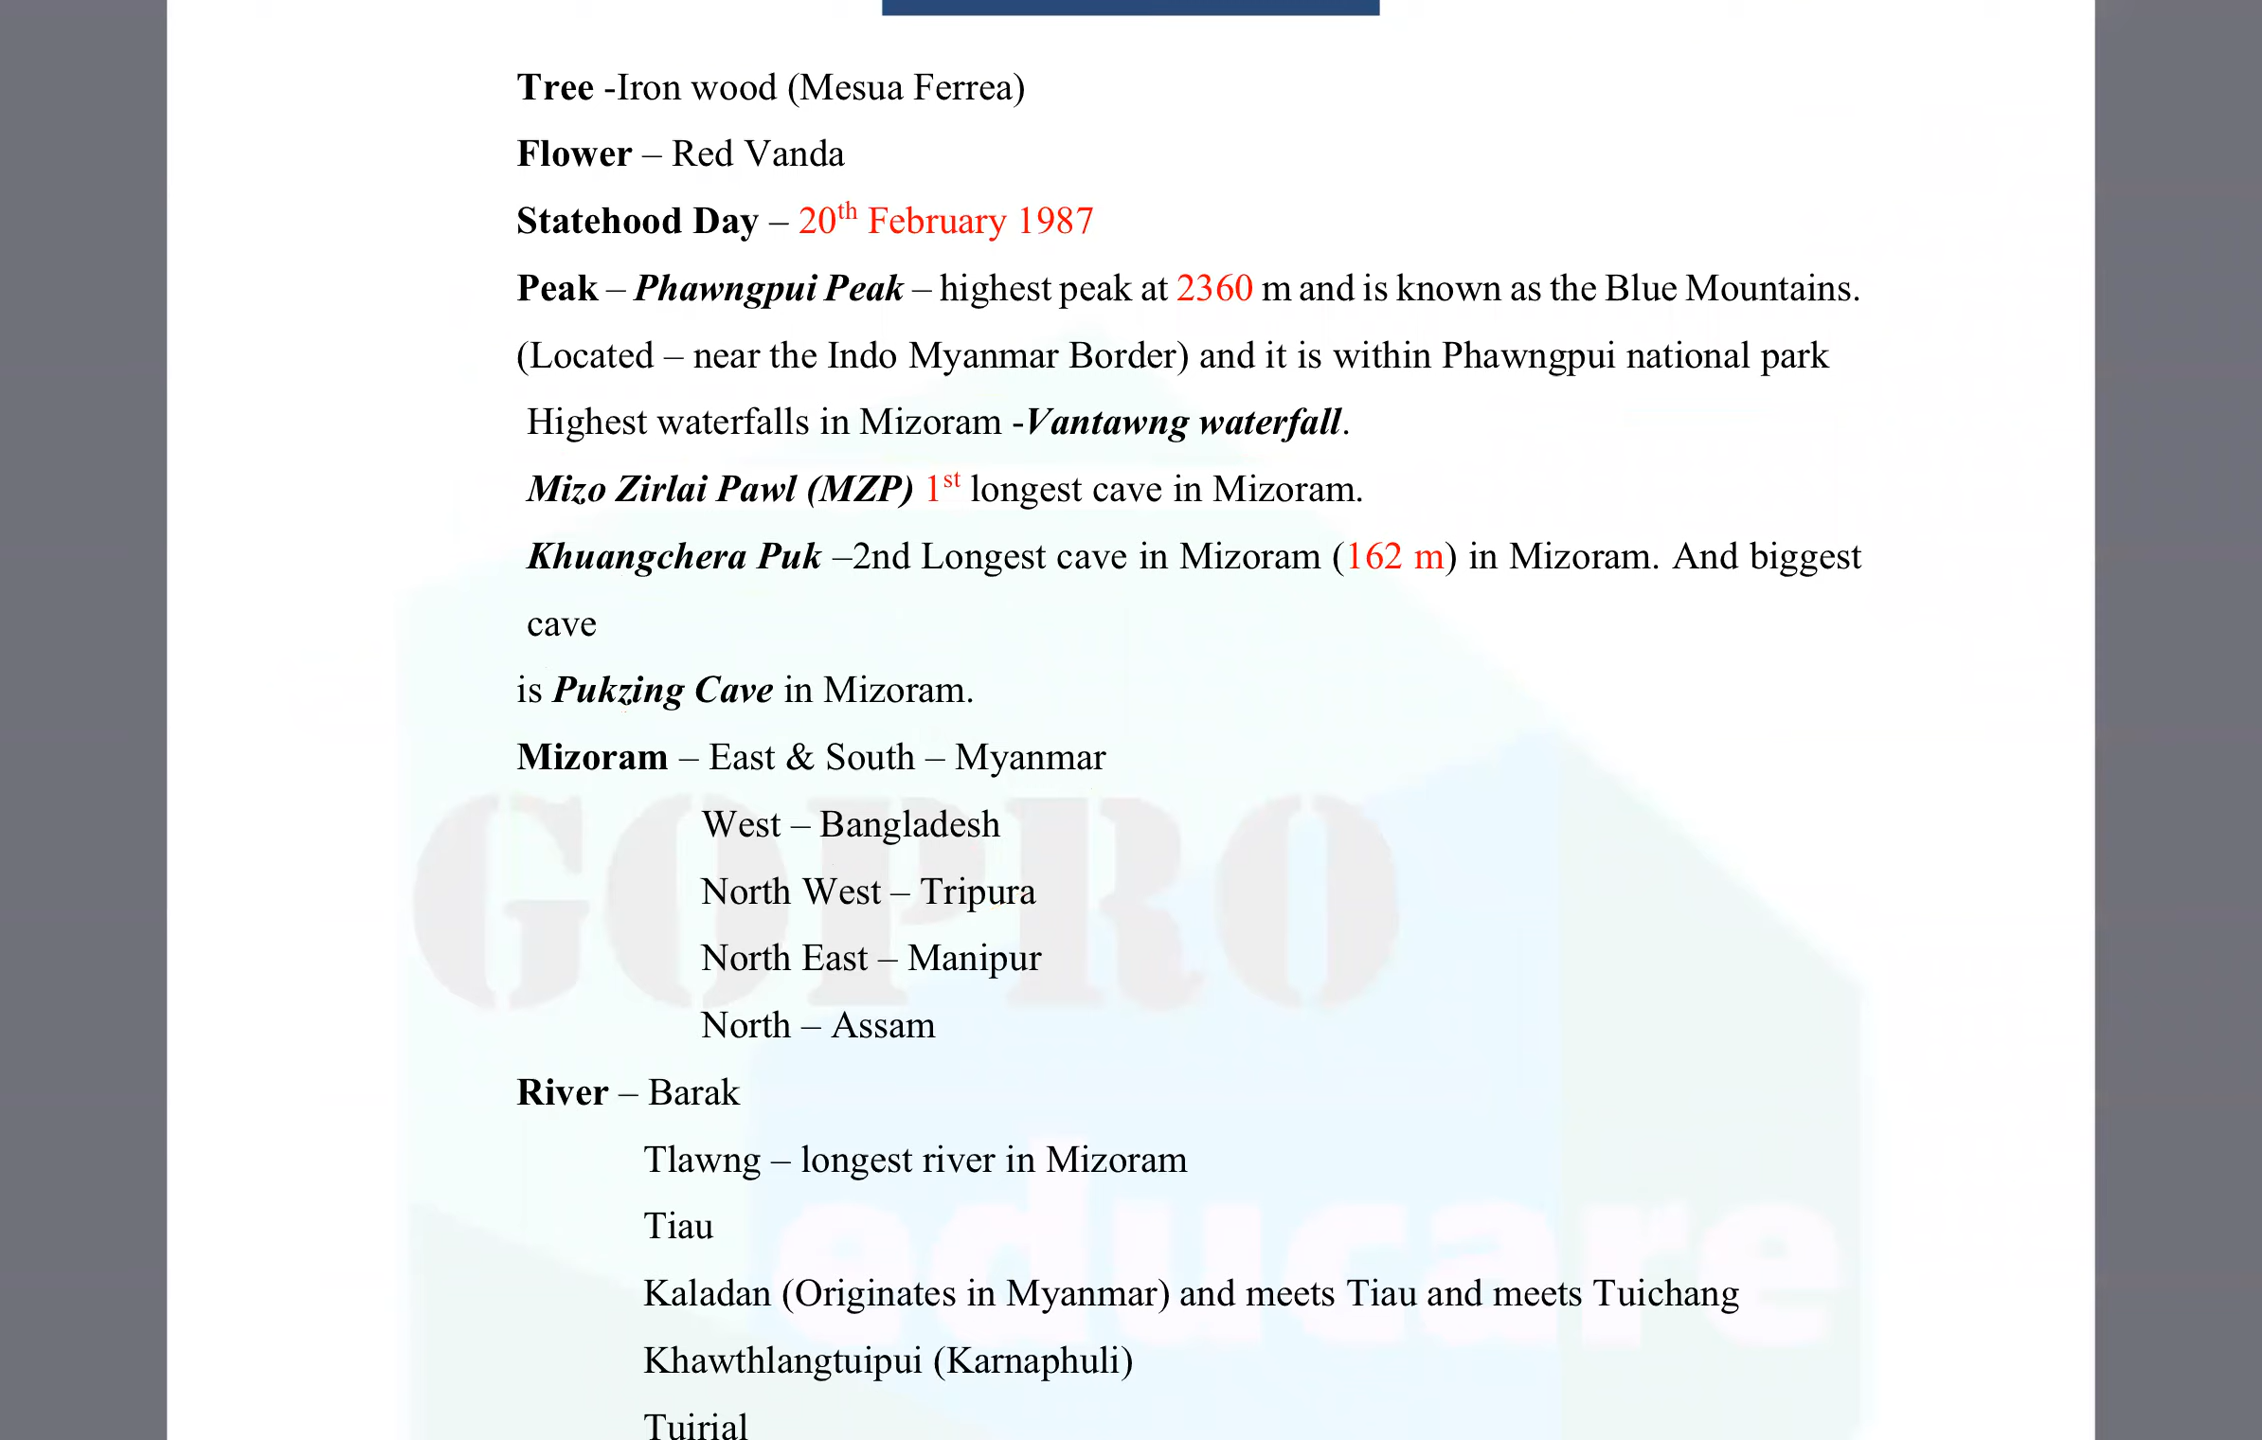 Tree -Iron wood (Mesua Ferrea)
Flower – Red Vanda
Statehood Day – 20th February 1987
Peak – Phawngpui Peak – highest peak at 2360 m and is known as the Blue Mountains.
(Located – near the Indo Myanmar Border) and it is within Phawngpui national park
Highest waterfalls in Mizoram -Vantawng waterfall.
Mizo Zirlai Pawl (MZP) 1st longest cave in Mizoram.
Khuangchera Puk –2nd Longest cave in Mizoram (162 m) in Mizoram. And biggest
cave
is Pukzing Cave in Mizoram.
Mizoram – East & South – Myanmar
West – Bangladesh
North West – Tripura
North East – Manipur
North – Assam
River – Barak
Tlawng – longest river in Mizoram
Tiau
Kaladan (Originates in Myanmar) and meets Tiau and meets Tuichang
Khawthlangtuipui (Karnaphuli)
Tuirial
GOPRO
educare